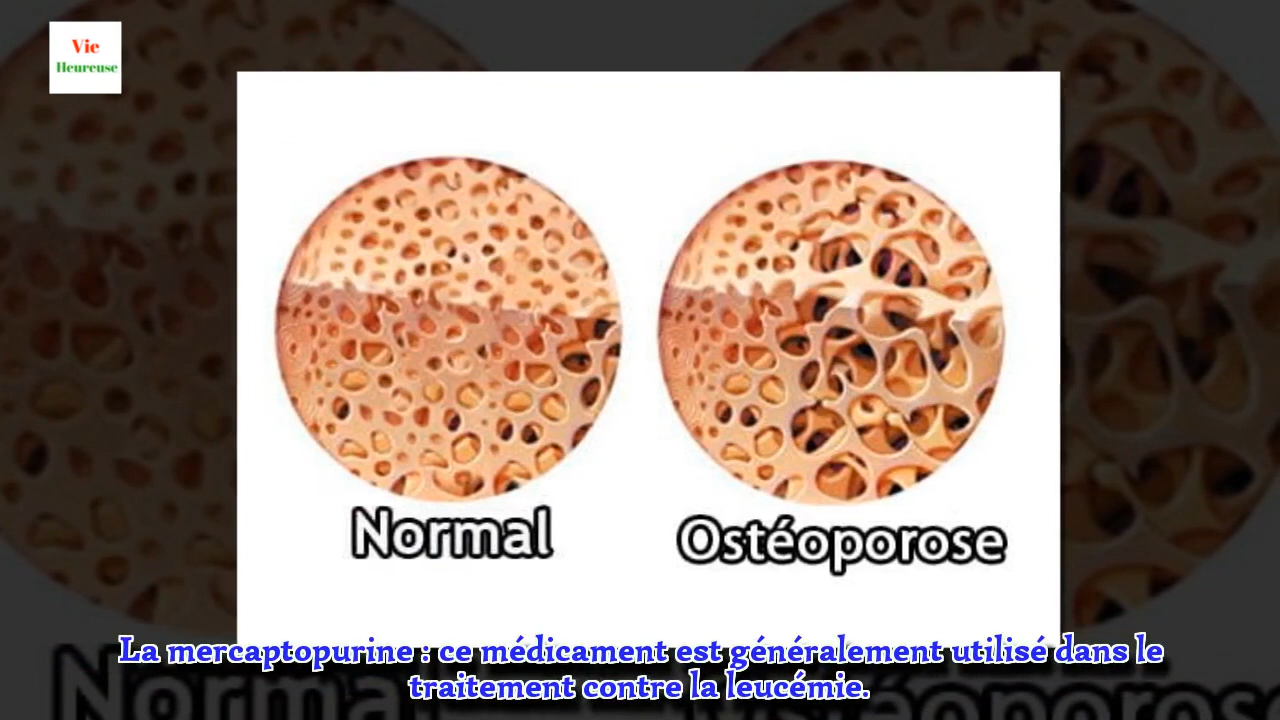 Vie
Heureuse
Normal
Ostéoporose
La mercaptopurine : ce médicament est généralement utilisé dans le
traitement contre la leucémie.